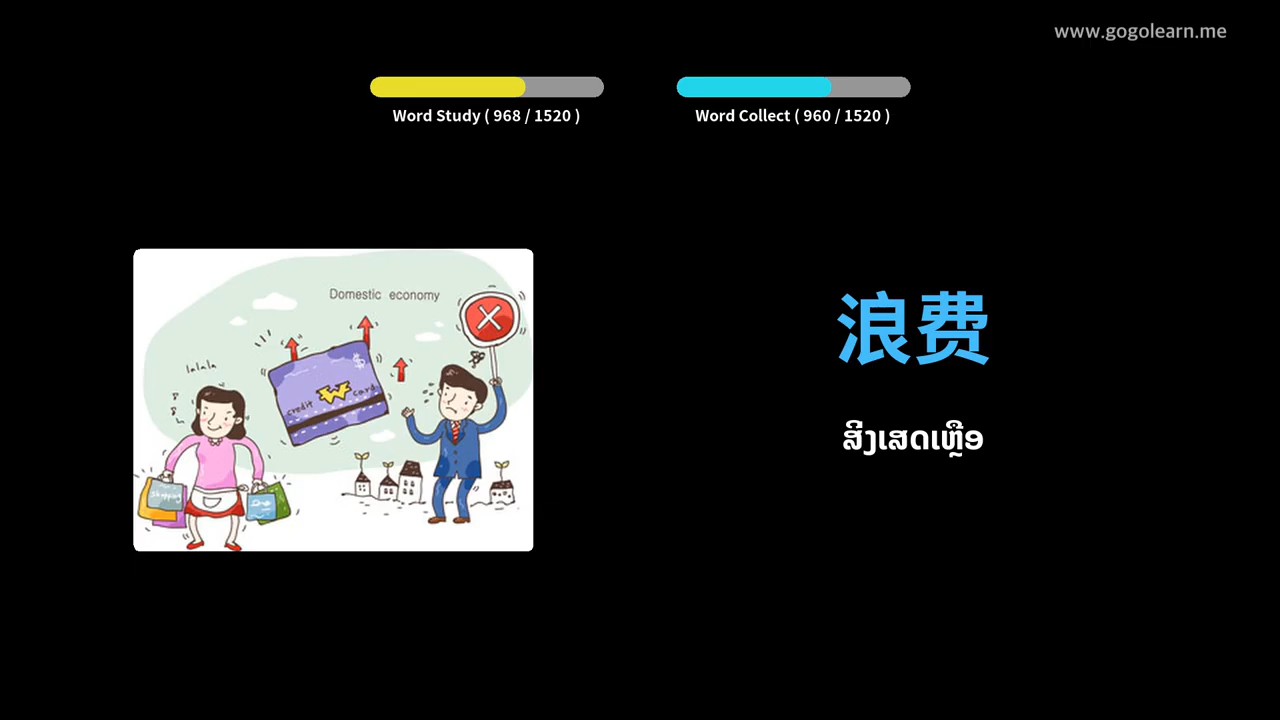 www.gogolearn.me
Word Study ( 968 / 1520 )
Word Collect ( 960 / 1520 )
Domestic economy
lalala
$
W
credit card
shopping
浪费
ສິ່ງເສດເຫຼືອ